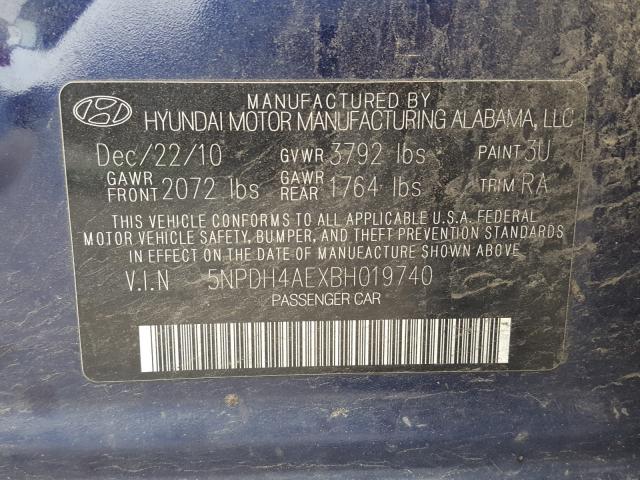 MANUFACTURED BY
HYUNDAI MOTOR MANUFACTURING ALABAMA, LLC
Dec/22/10 GVWR 3792 lbs PAINT 3U
GAWR FRONT 2072 lbs GAWR REAR 1764 lbs TRIM RA
THIS VEHICLE CONFORMS TO ALL APPLICABLE U.S.A. FEDERAL
MOTOR VEHICLE SAFETY, BUMPER, AND THEFT PREVENTION STANDARDS IN
EFFECT ON THE DATE OF MANUFACTURE SHOWN ABOVE.
V.I.N 5NPDH4AEXBH019740
PASSENGER CAR